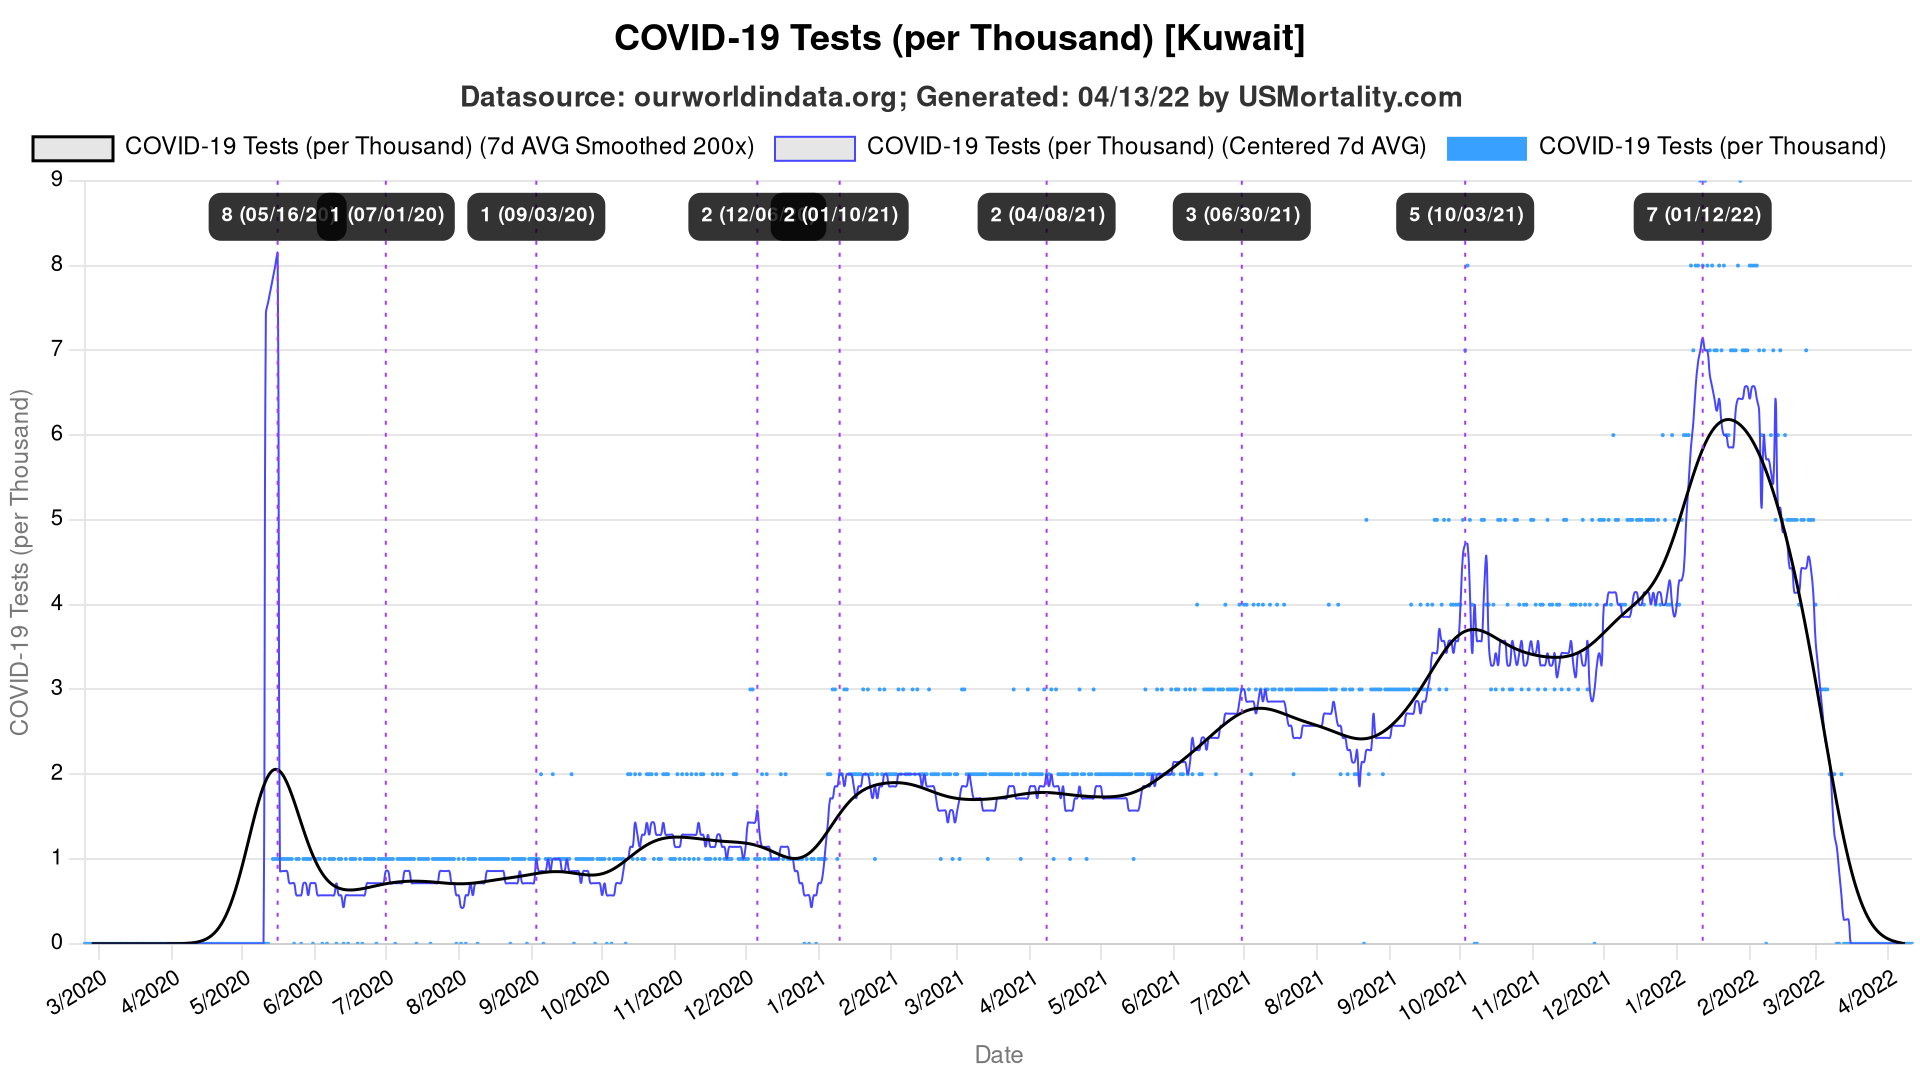 COVID-19 Tests (per Thousand) [Kuwait]
Datasource: ourworldindata.org; Generated: 04/13/22 by USMortality.com
COVID-19 Tests (per Thousand) (7d AVG Smoothed 200x) COVID-19 Tests (per Thousand) (Centered 7d AVG) COVID-19 Tests (per Thousand)
8 (05/16/20) 1 (07/01/20) 1 (09/03/20) 2 (12/06/20) 2 (01/10/21) 2 (04/08/21) 3 (06/30/21) 5 (10/03/21) 7 (01/12/22)
COVID-19 Tests (per Thousand)
9
8
7
6
5
4
3
2
1
0
3/2020 4/2020 5/2020 6/2020 7/2020 8/2020 9/2020 10/2020 11/2020 12/2020 1/2021 2/2021 3/2021 4/2021 5/2021 6/2021 7/2021 8/2021 9/2021 10/2021 11/2021 12/2021 1/2022 2/2022 3/2022 4/2022
Date